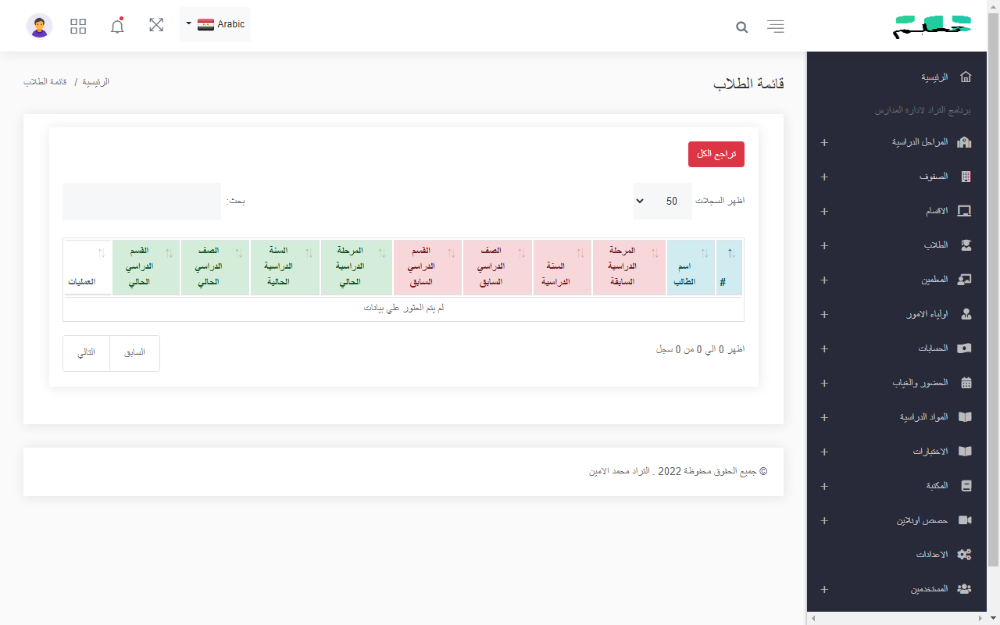 معلم
Arabic
الرئيسية
برنامج التراد لادارة المدارس
المراحل الدراسية +
الصفوف +
الاقسام +
الطلاب +
المعلمين +
اولياء الامور +
الحسابات +
الحضور والغياب +
المواد الدراسية +
الاختبارات +
المكتبة +
حصص اونلاين +
الاعدادات
المستخدمين +
قائمة الطلاب
الرئيسية / قائمة الطلاب
تراجع الكل
اظهر السجلات 50
بحث:
#
اسم
الطالب
المرحلة
الدراسية
السابقة
السنة
الدراسية
الصف
الدراسي
السابق
القسم
الدراسي
السابق
المرحلة
الدراسية
الحالي
السنة
الدراسية
الحالية
الصف
الدراسي
الحالي
القسم
الدراسي
الحالي
العمليات
لم يتم العثور علي بيانات
اظهر 0 الي 0 من 0 سجل
السابق
التالي
© جميع الحقوق محفوظة 2022 . التراد محمد الامين